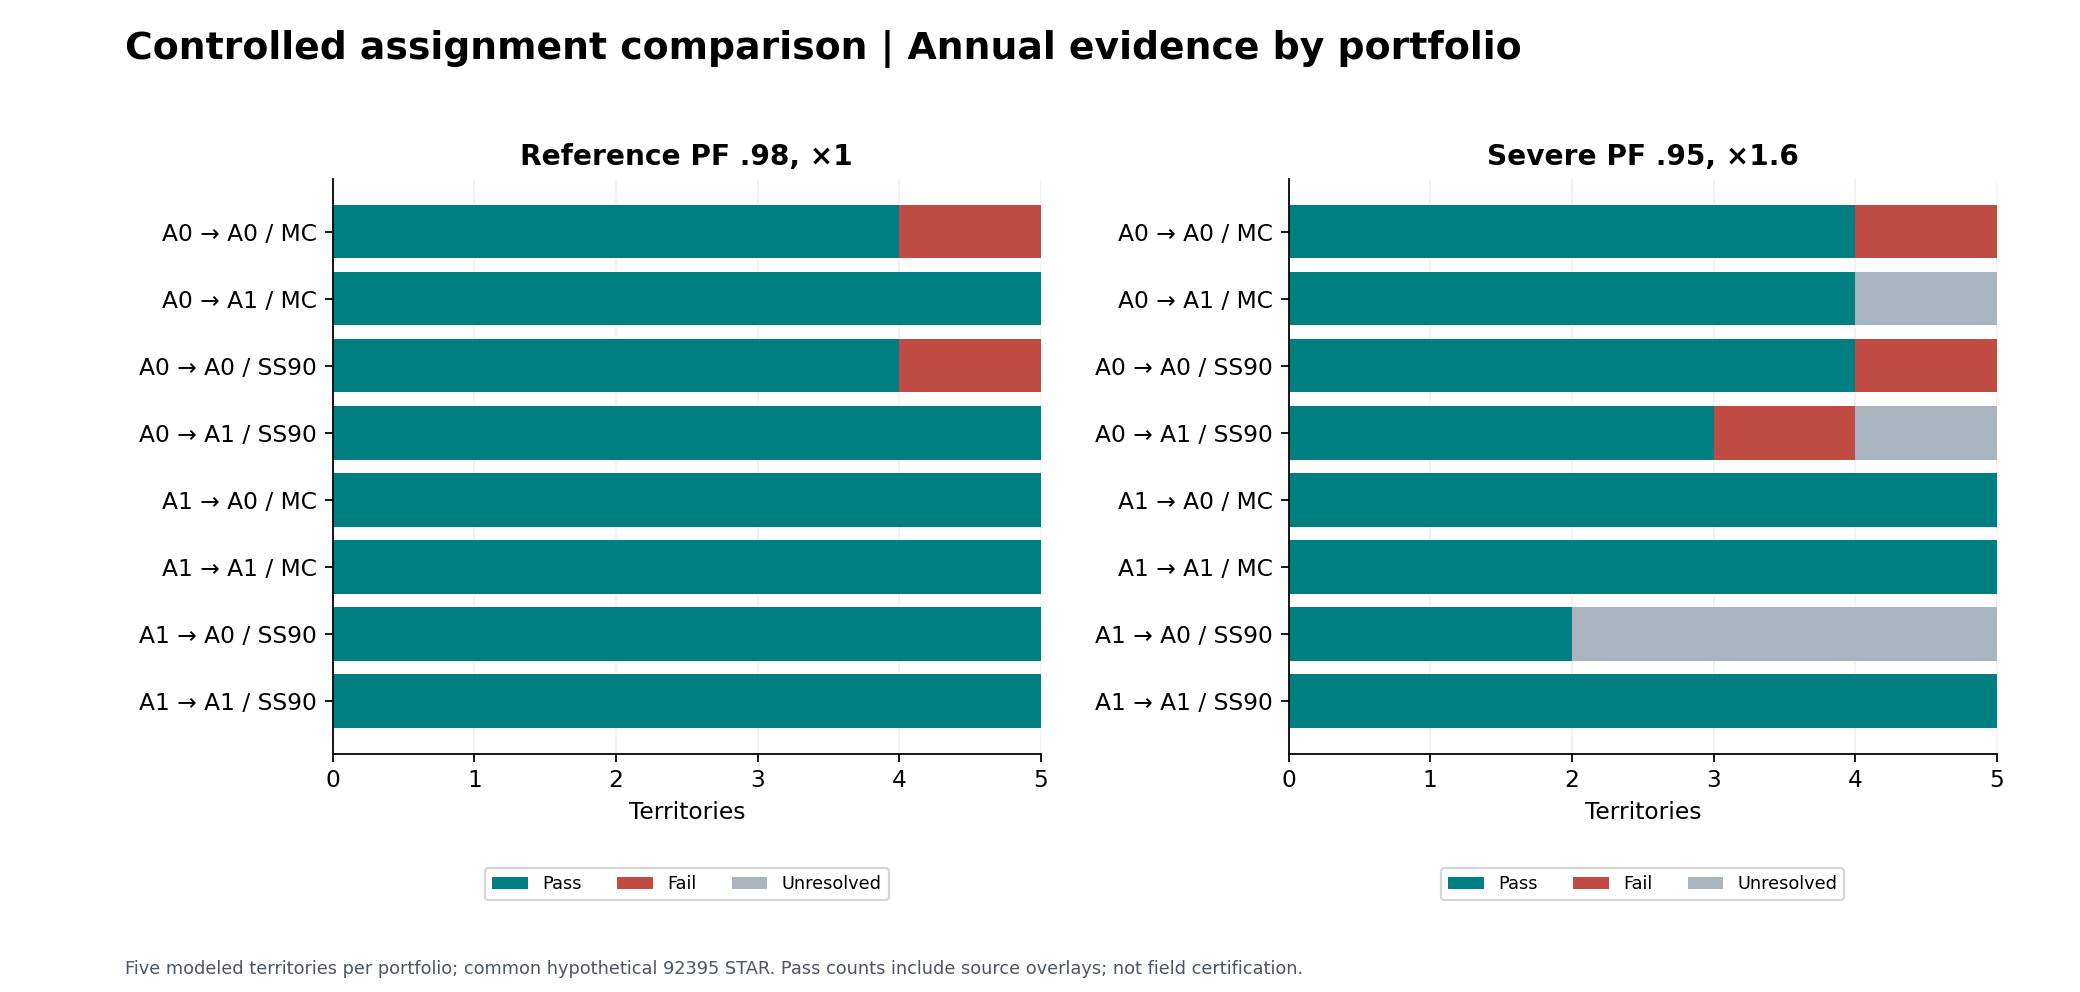 Controlled assignment comparison | Annual evidence by portfolio
Reference PF .98, ×1
A0 → A0 / MC
A0 → A1 / MC
A0 → A0 / SS90
A0 → A1 / SS90
A1 → A0 / MC
A1 → A1 / MC
A1 → A0 / SS90
A1 → A1 / SS90
0 1 2 3 4 5
Territories
Pass Fail Unresolved
Severe PF .95, ×1.6
A0 → A0 / MC
A0 → A1 / MC
A0 → A0 / SS90
A0 → A1 / SS90
A1 → A0 / MC
A1 → A1 / MC
A1 → A0 / SS90
A1 → A1 / SS90
0 1 2 3 4 5
Territories
Pass Fail Unresolved
Five modeled territories per portfolio; common hypothetical 92395 STAR. Pass counts include source overlays; not field certification.